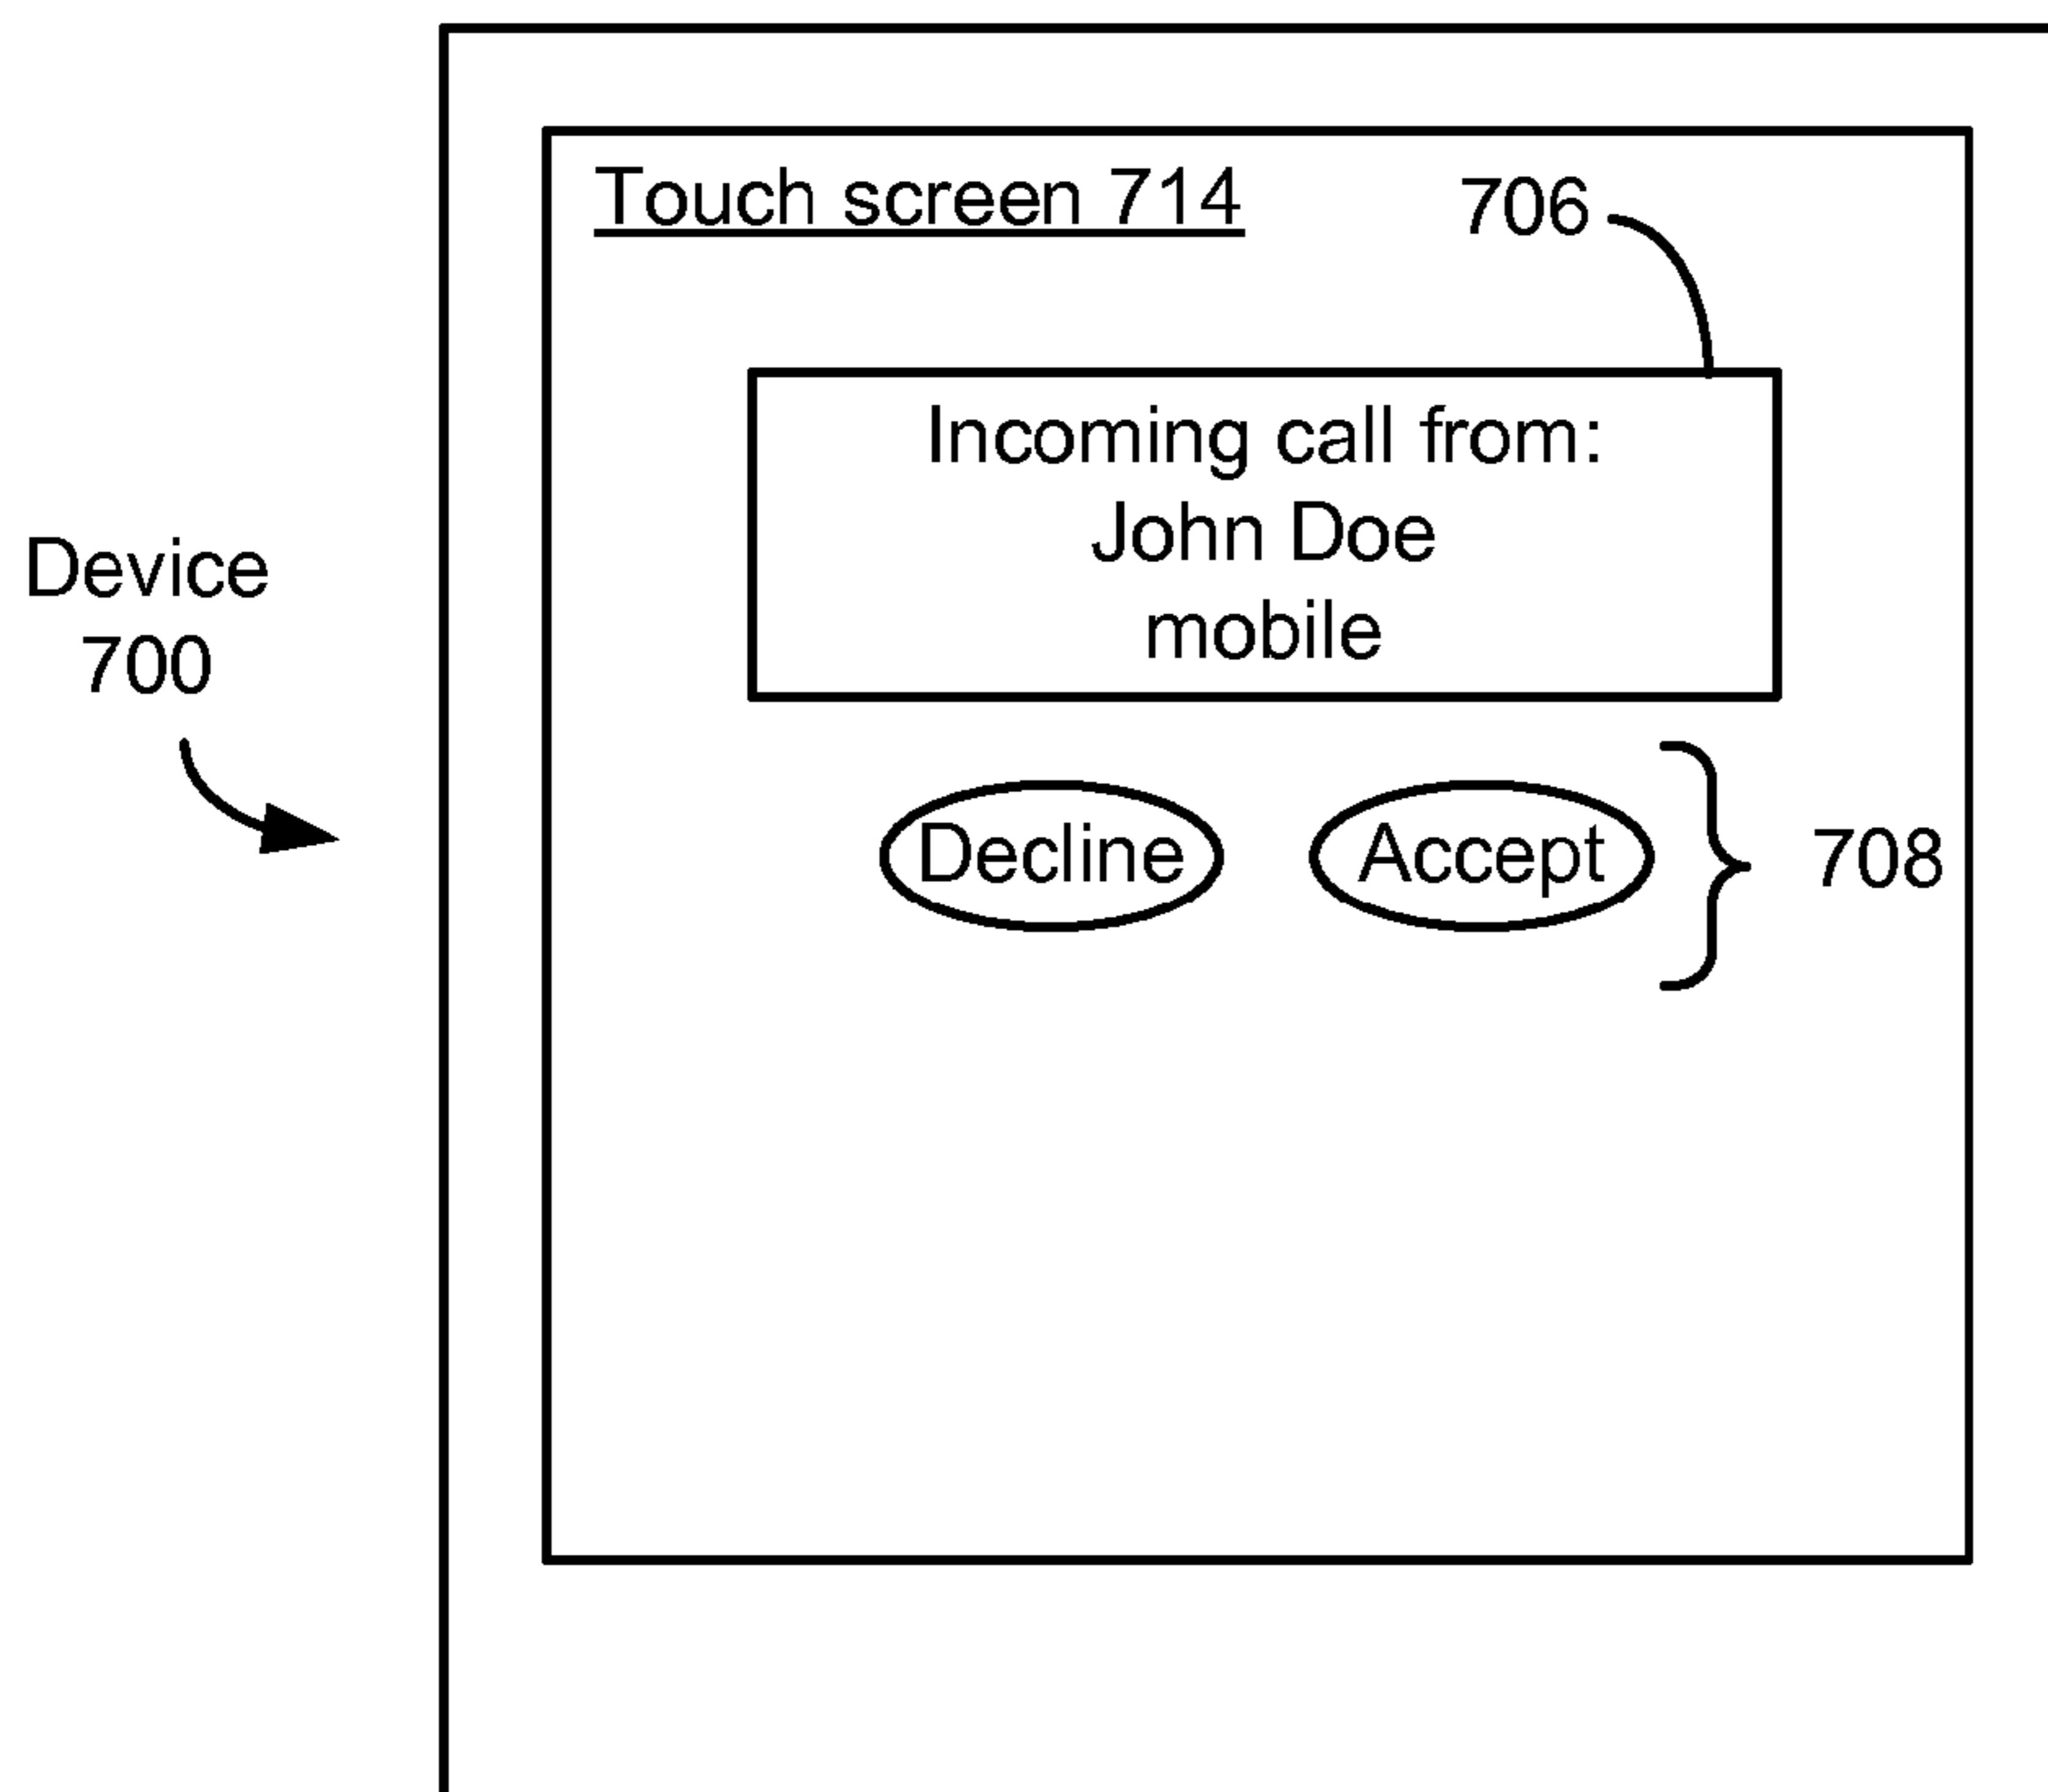 Touch screen 714
706
Incoming call from:
John Doe
mobile
Device
700
Decline
Accept
708